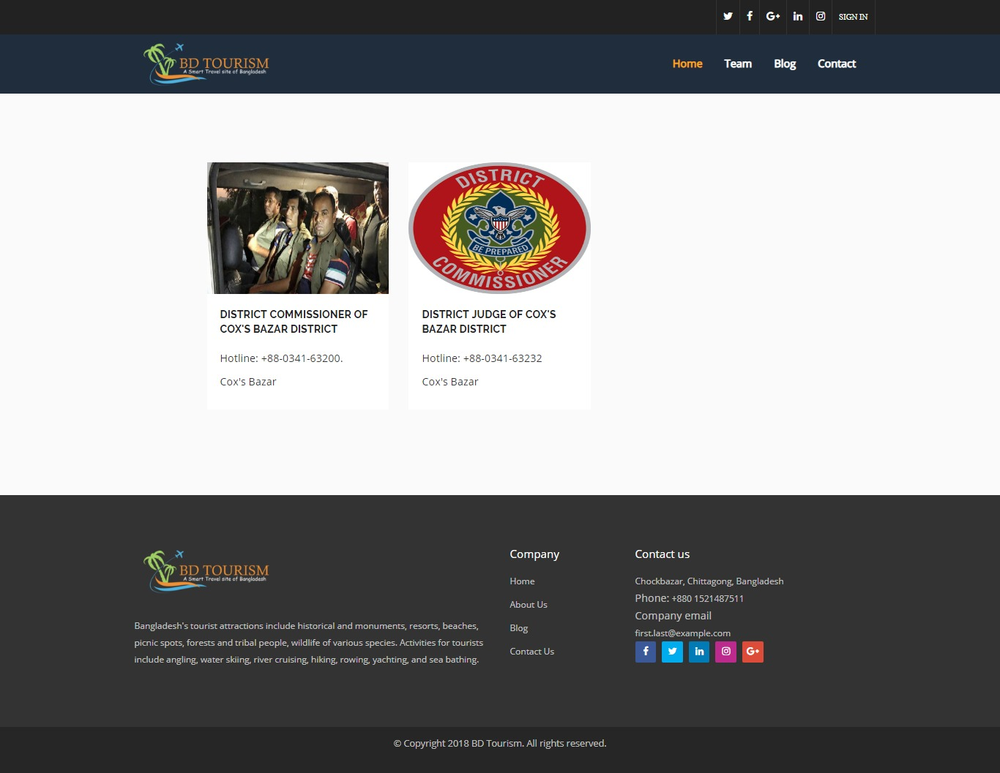 SIGN IN
BD TOURISM
A Smart Travel site of Bangladesh
Home
Team
Blog
Contact
DISTRICT
BE PREPARED
COMMISSIONER
DISTRICT COMMISSIONER OF
COX'S BAZAR DISTRICT
Hotline: +88-0341-63200.
Cox's Bazar
DISTRICT JUDGE OF COX'S
BAZAR DISTRICT
Hotline: +88-0341-63232
Cox's Bazar
BD TOURISM
A Smart Travel site of Bangladesh
Bangladesh's tourist attractions include historical and monuments, resorts, beaches,
picnic spots, forests and tribal people, wildlife of various species. Activities for tourists
include angling, water skiing, river cruising, hiking, rowing, yachting, and sea bathing.
Company
Home
About Us
Blog
Contact Us
Contact us
Chockbazar, Chittagong, Bangladesh
Phone: +880 1521487511
Company email
first.last@example.com
© Copyright 2018 BD Tourism. All rights reserved.